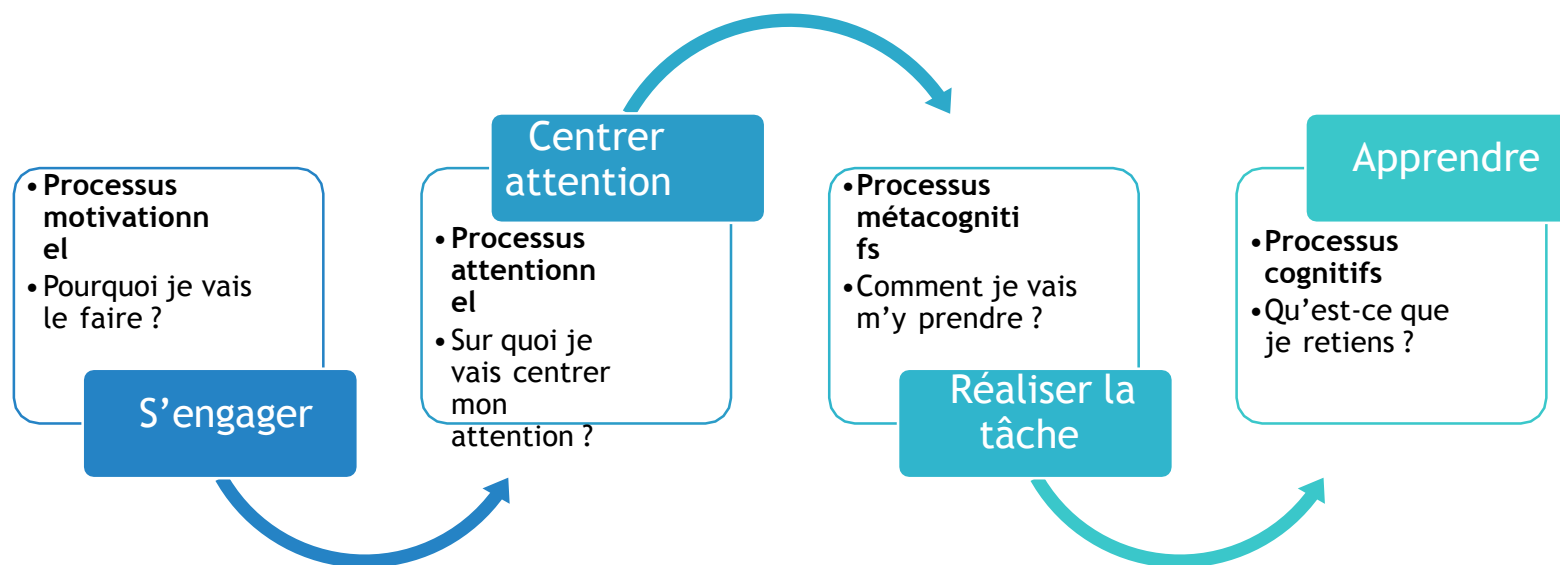 • Processus
motivationn
el
• Pourquoi je vais
le faire ?
S’engager
Centrer
attention
• Processus
attentionn
el
• Sur quoi je
vais centrer
mon
attention ?
•Processus
métacogniti
fs
•Comment je vais
m’y prendre ?
Réaliser la
tâche
Apprendre
•Processus
cognitifs
•Qu’est-ce que
je retiens ?